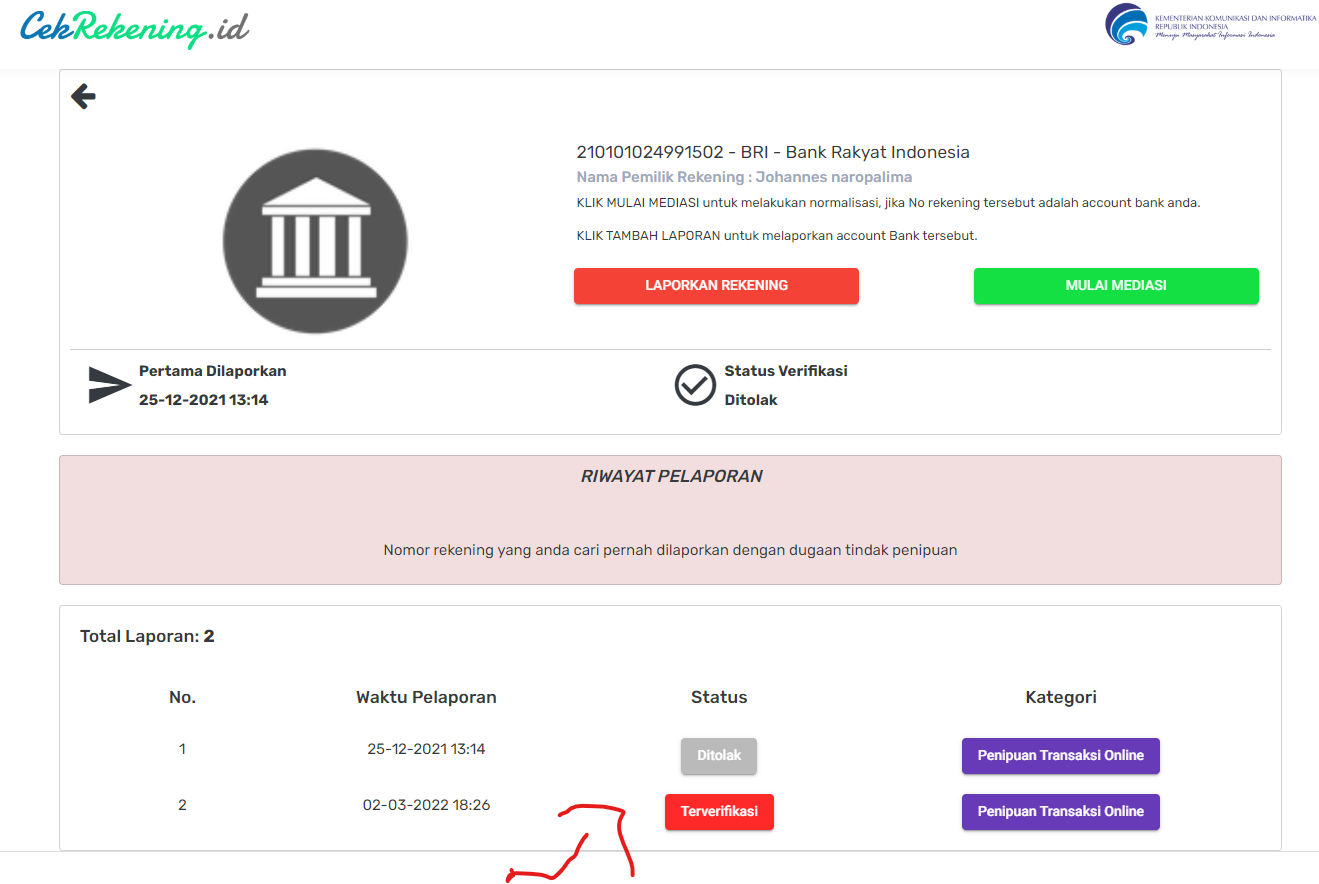 CekRekening.id
KEMENTERIAN KOMUNIKASI DAN INFORMATIKA
REPUBLIK INDONESIA
Menuju Masyarakat Informasi Indonesia
210101024991502 - BRI - Bank Rakyat Indonesia
Nama Pemilik Rekening : Johannes naropalima
KLIK MULAI MEDIASI untuk melakukan normalisasi, jika No rekening tersebut adalah account bank anda.
KLIK TAMBAH LAPORAN untuk melaporkan account Bank tersebut.
LAPORKAN REKENING MULAI MEDIASI
Pertama Dilaporkan Status Verifikasi
25-12-2021 13:14 Ditolak
RIWAYAT PELAPORAN
Nomor rekening yang anda cari pernah dilaporkan dengan dugaan tindak penipuan
Total Laporan: 2
No. Waktu Pelaporan Status Kategori
1 25-12-2021 13:14 Ditolak Penipuan Transaksi Online
2 02-03-2022 18:26 Terverifikasi Penipuan Transaksi Online